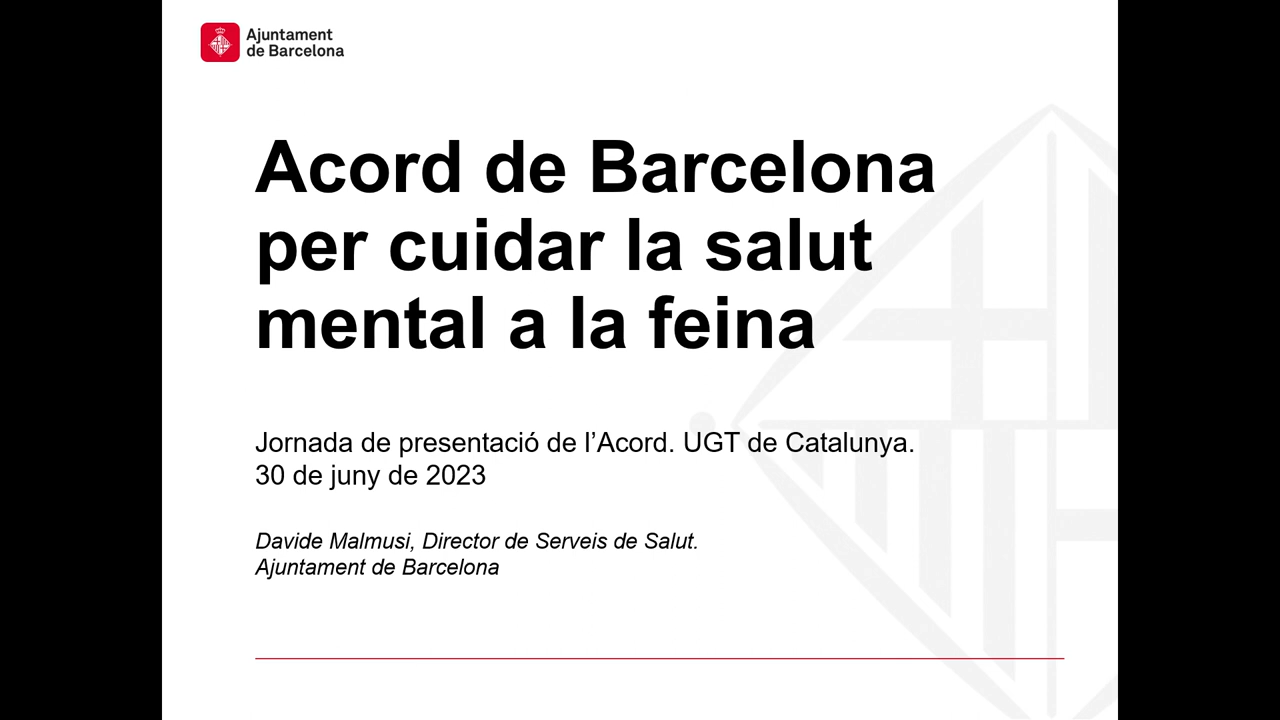 Ajuntament
de Barcelona
Acord de Barcelona
per cuidar la salut
mental a la feina
Jornada de presentació de l’Acord. UGT de Catalunya.
30 de juny de 2023
Davide Malmusi, Director de Serveis de Salut.
Ajuntament de Barcelona